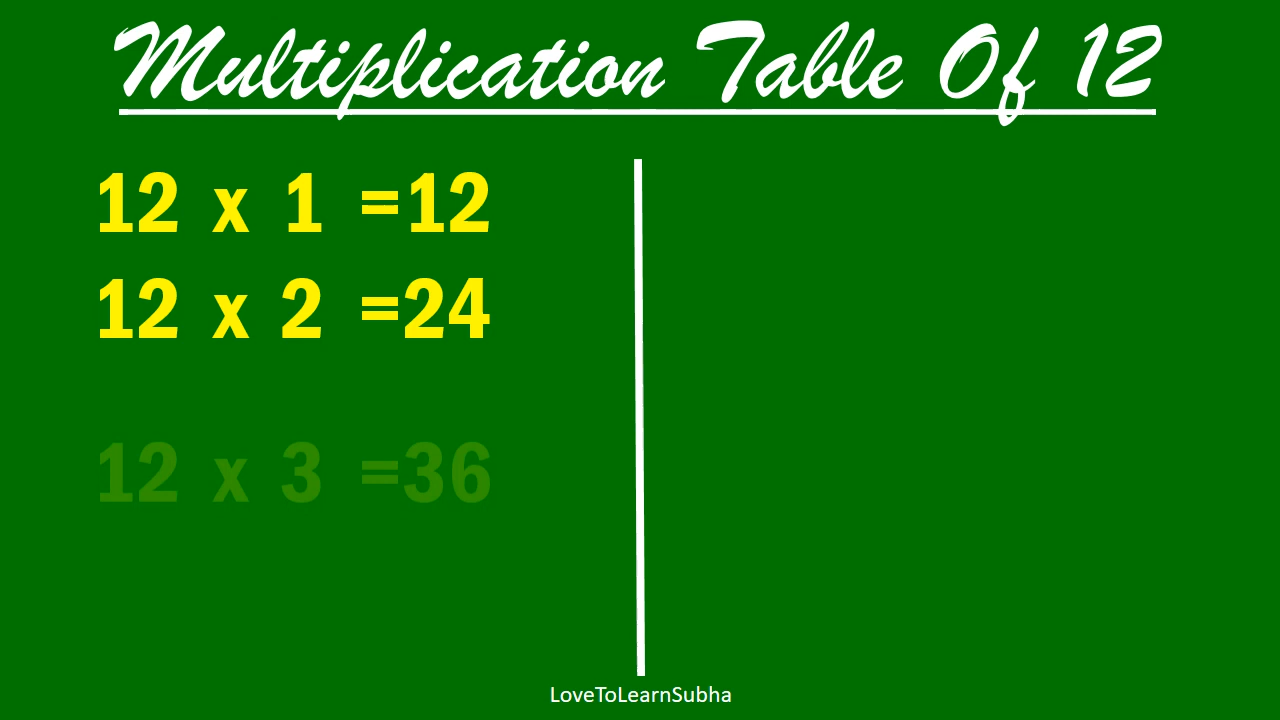 Multiplication Table Of 12
12 x 1 =12
12 x 2 =24
12 x 3 =36
LoveToLearnSubha